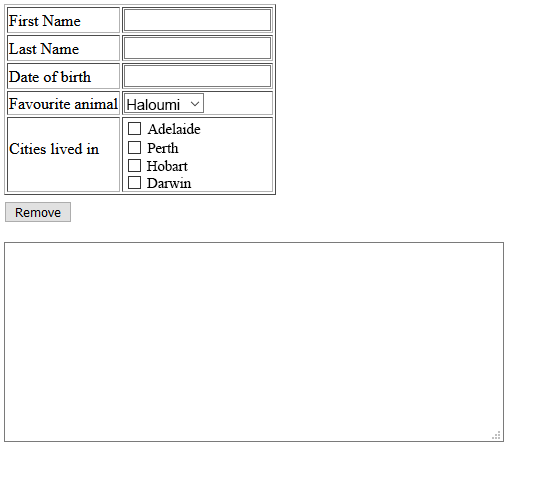 First Name
Last Name
Date of birth
Favourite animal Haloumi
Cities lived in
Adelaide
Perth
Hobart
Darwin
Remove